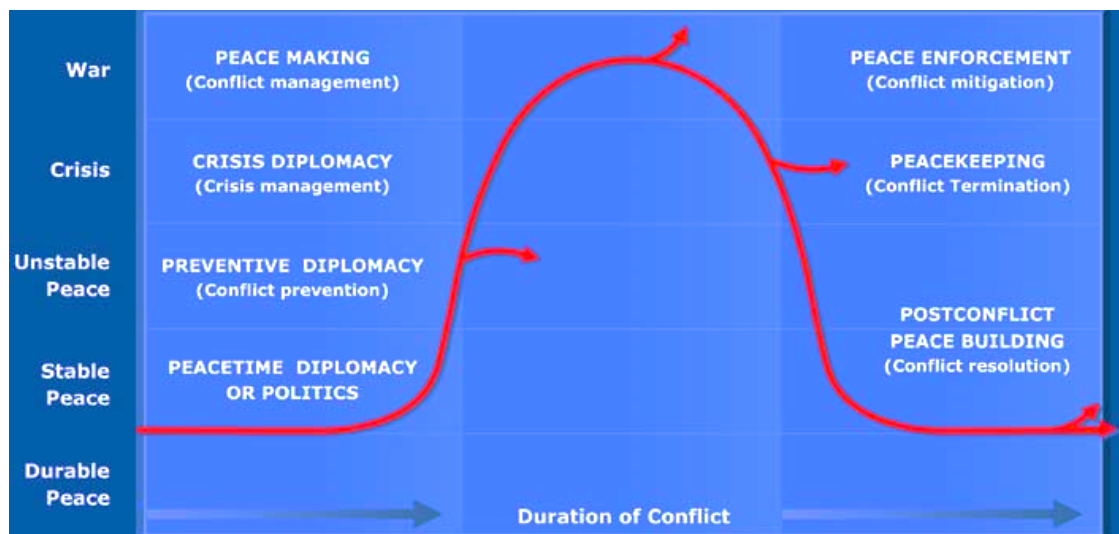 War
PEACE MAKING
(Conflict management)
PEACE ENFORCEMENT
(Conflict mitigation)
Crisis
CRISIS DIPLOMACY
(Crisis management)
PEACEKEEPING
(Conflict Termination)
Unstable
Peace
PREVENTIVE DIPLOMACY
(Conflict prevention)
POSTCONFLICT
PEACE BUILDING
(Conflict resolution)
Stable
Peace
PEACETIME DIPLOMACY
OR POLITICS
Durable
Peace
Duration of Conflict